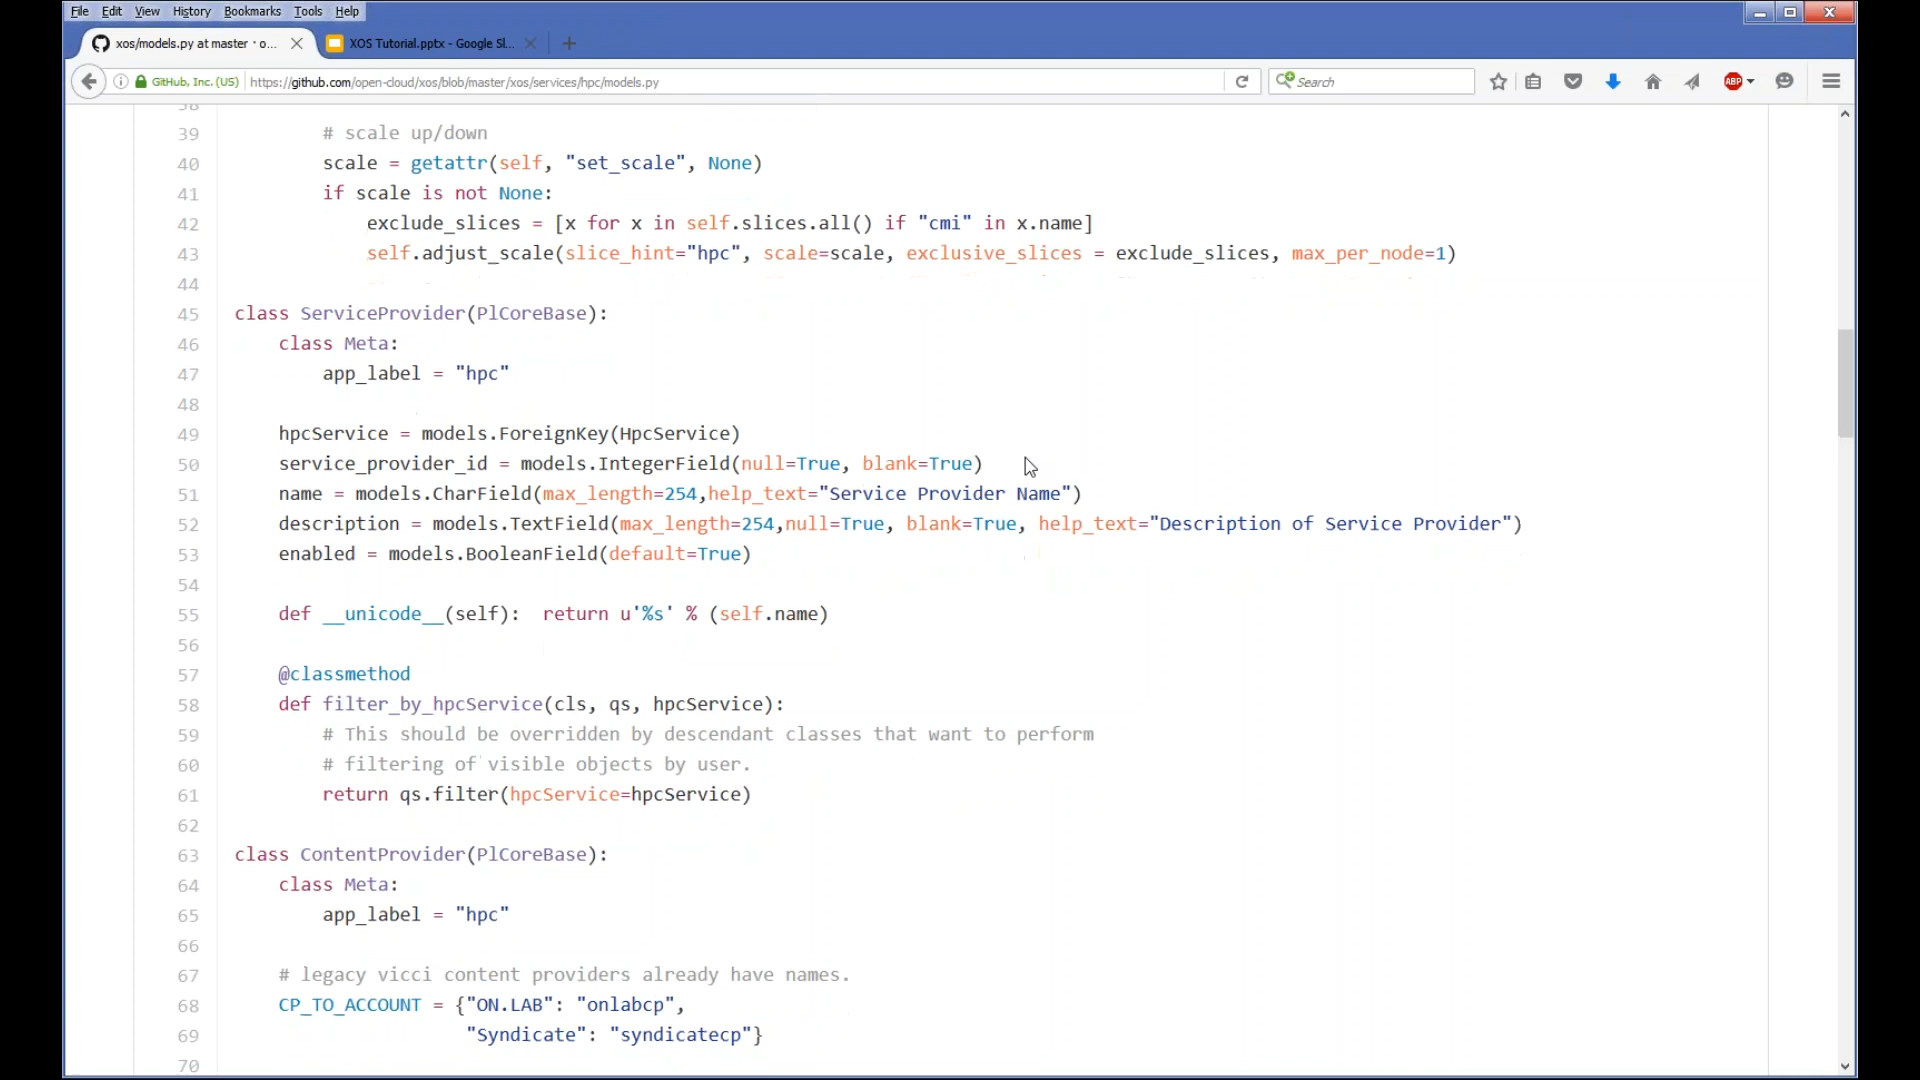 File Edit View History Bookmarks Tools Help
xos/models.py at master · o... XOS Tutorial.pptx - Google Sl...
GitHub, Inc. (US) https://github.com/open-cloud/xos/blob/master/xos/services/hpc/models.py Search ABP
38
39 # scale up/down
40 scale = getattr(self, "set_scale", None)
41 if scale is not None:
42 exclude_slices = [x for x in self.slices.all() if "cmi" in x.name]
43 self.adjust_scale(slice_hint="hpc", scale=scale, exclusive_slices = exclude_slices, max_per_node=1)
44
45 class ServiceProvider(PlCoreBase):
46 class Meta:
47 app_label = "hpc"
48
49 hpcService = models.ForeignKey(HpcService)
50 service_provider_id = models.IntegerField(null=True, blank=True)
51 name = models.CharField(max_length=254,help_text="Service Provider Name")
52 description = models.TextField(max_length=254,null=True, blank=True, help_text="Description of Service Provider")
53 enabled = models.BooleanField(default=True)
54
55 def __unicode__(self):  return u'%s' % (self.name)
56
57 @classmethod
58 def filter_by_hpcService(cls, qs, hpcService):
59 # This should be overridden by descendant classes that want to perform
60 # filtering of visible objects by user.
61 return qs.filter(hpcService=hpcService)
62
63 class ContentProvider(PlCoreBase):
64 class Meta:
65 app_label = "hpc"
66
67 # legacy vicci content providers already have names.
68 CP_TO_ACCOUNT = {"ON.LAB": "onlabcp",
69 "Syndicate": "syndicatecp"}
70